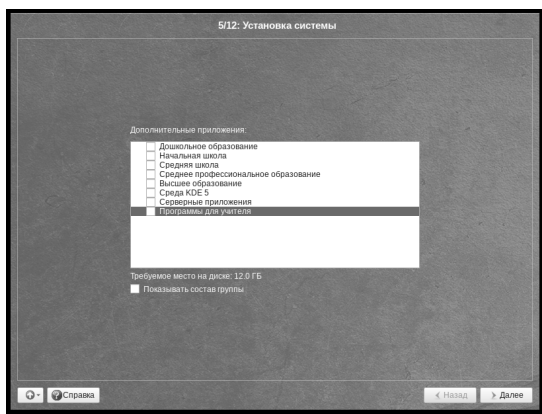 5/12: Установка системы
Дополнительные приложения:
Дошкольное образование
Начальная школа
Средняя школа
Среднее профессиональное образование
Высшее образование
Среда KDE 5
Серверные приложения
Программы для учителя
Требуемое место на диске: 12.0 ГБ
Показывать состав группы
Справка
Назад
Далее